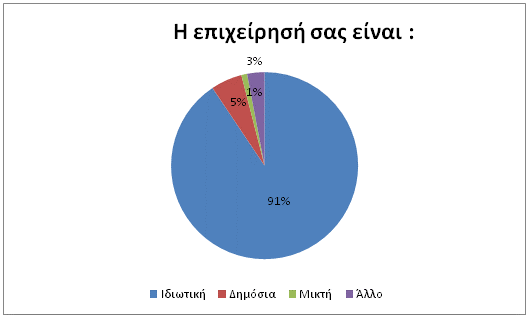 Η επιχείρησή σας είναι :
3%
1%
5%
91%
Ιδιωτική Δημόσια Μικτή Άλλο